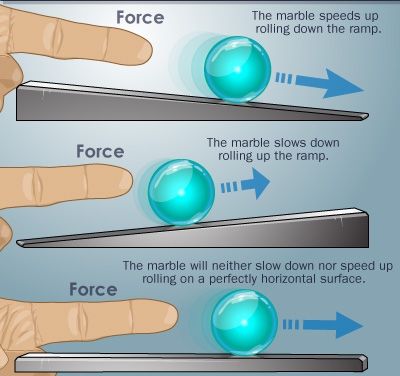 Force
The marble speeds up
rolling down the ramp.
Force
The marble slows down
rolling up the ramp.
The marble will neither slow down nor speed up
rolling on a perfectly horizontal surface.
Force